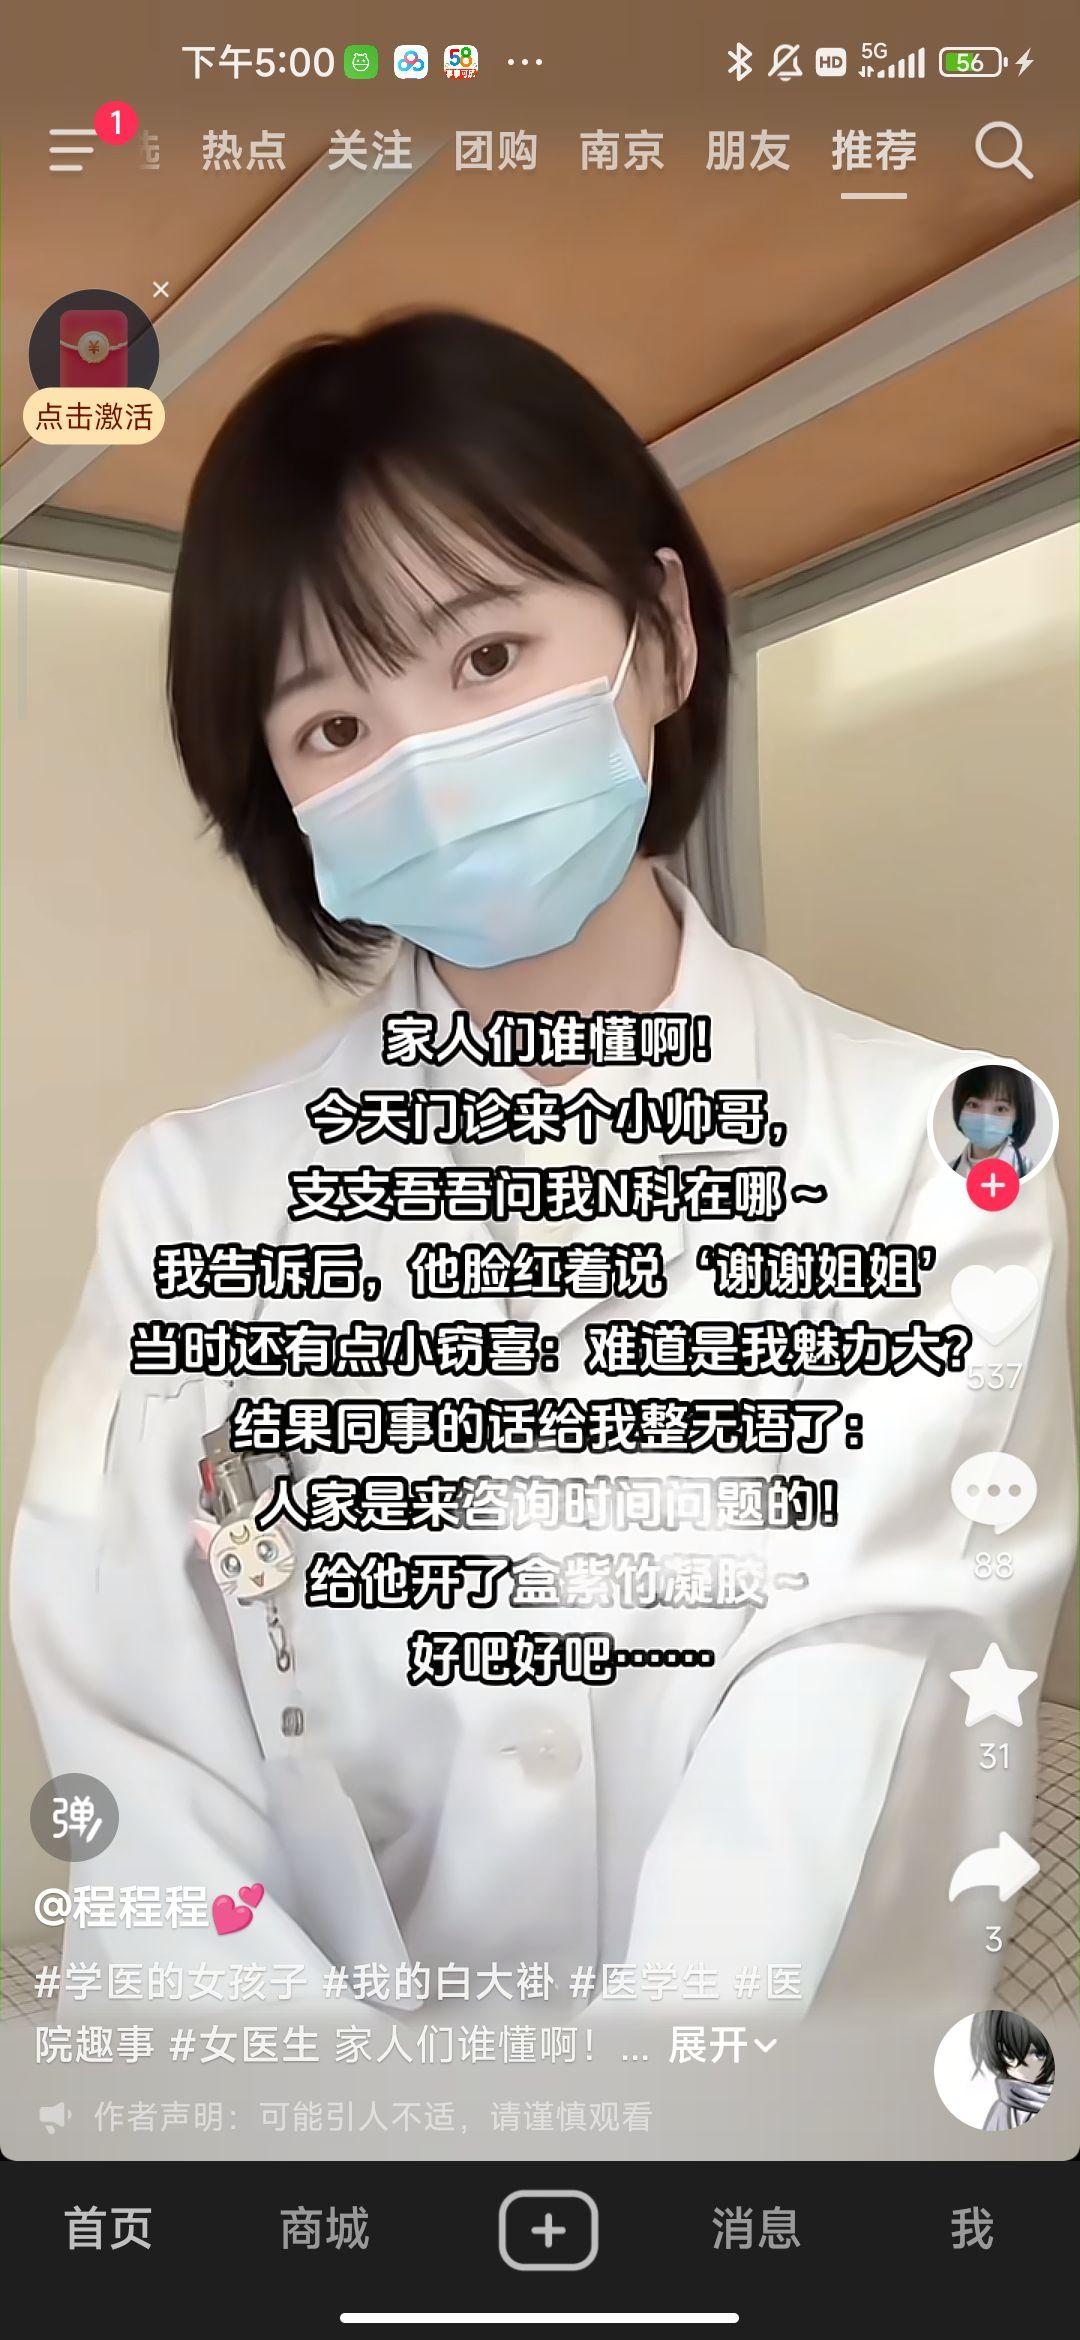 下午5:00
58
HD
5G
56
1
热点 关注 团购 南京 朋友 推荐
¥
点击激活
家人们谁懂啊！
今天门诊来个小帅哥，
支支吾吾问我N科在哪～
我告诉后，他脸红着说‘谢谢姐姐’
当时还有点小窃喜：难道是我魅力大？
结果同事的话给我整无语了：
人家是来咨询时间问题的！
给他开了盒紫竹凝胶～
好吧好吧……
537
88
31
3
弹
@程程程💕
#学医的女孩子 #我的白大褂 #医学生 #医
院趣事 #女医生 家人们谁懂啊！... 展开
作者声明：可能引人不适，请谨慎观看
首页 商城 消息 我